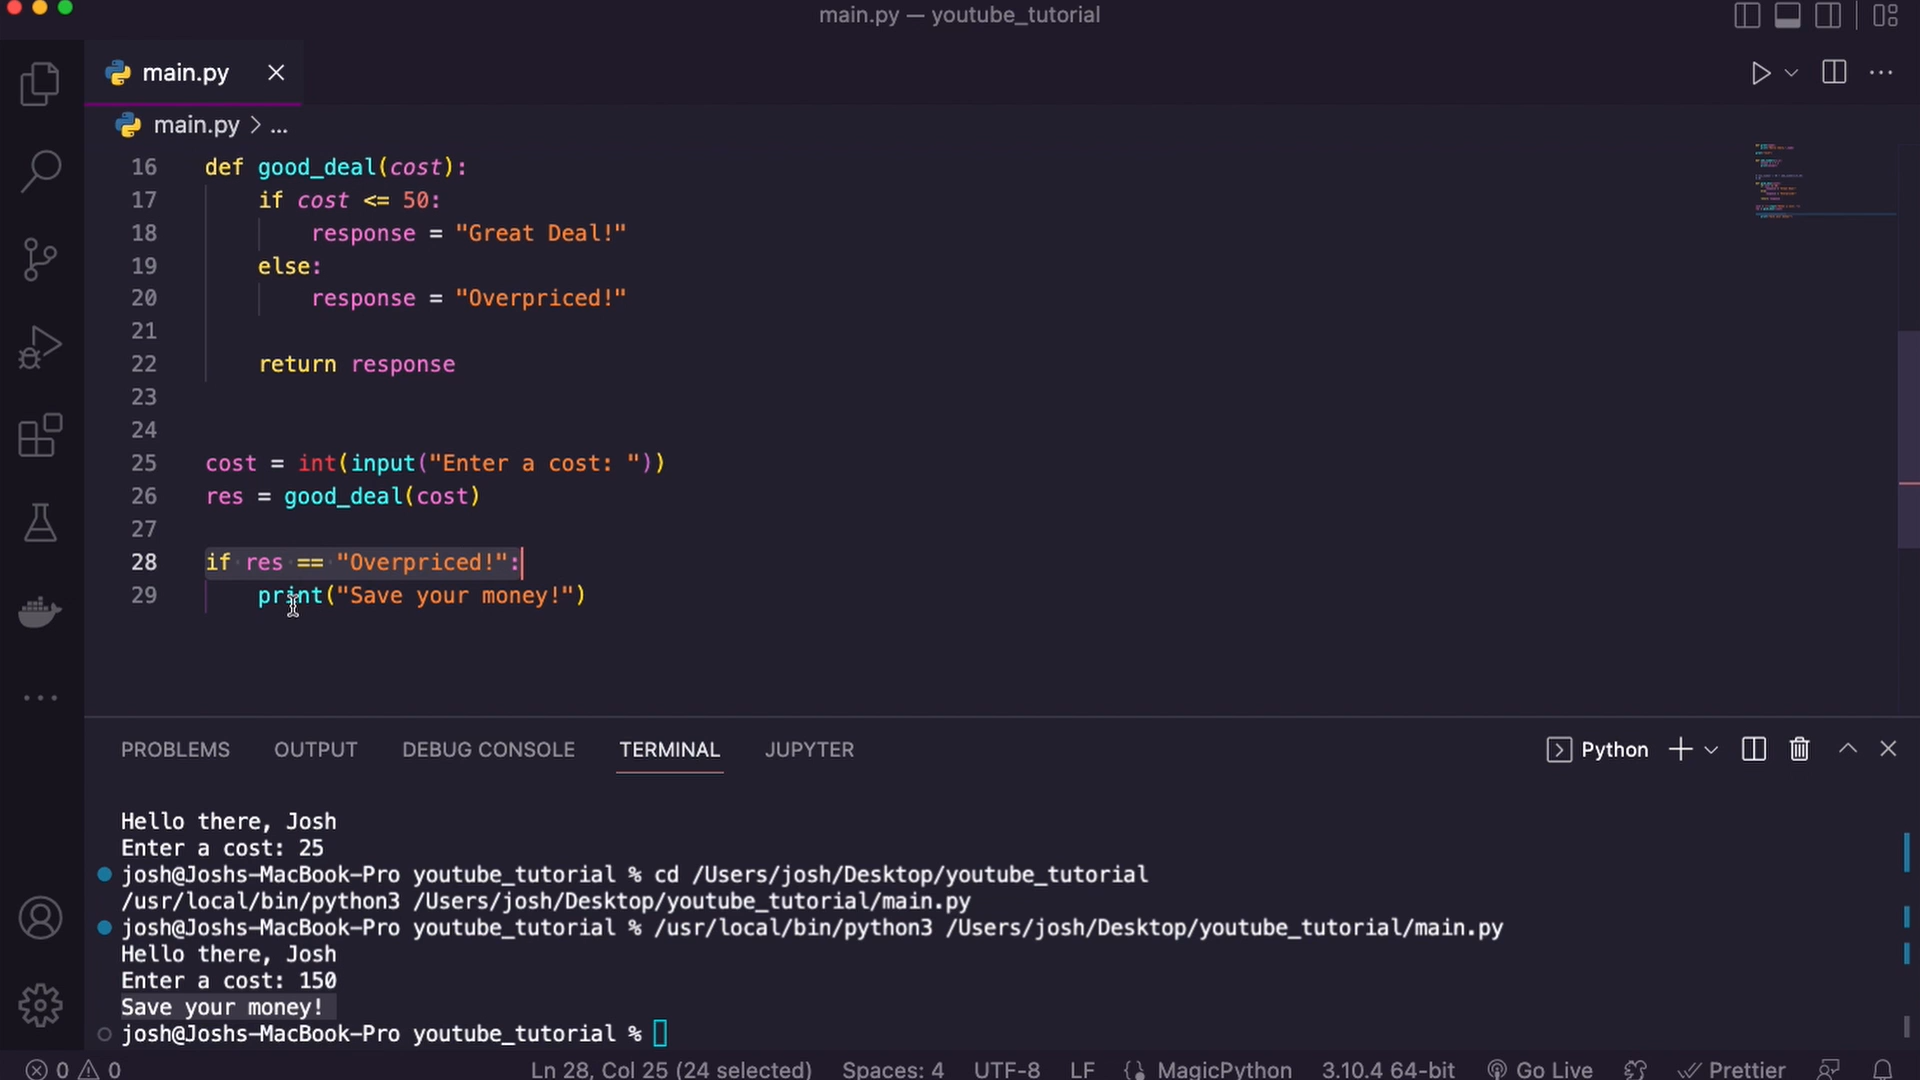 main.py — youtube_tutorial
main.py
main.py > ...
16 def good_deal(cost):
17 if cost <= 50:
18 response = "Great Deal!"
19 else:
20 response = "Overpriced!"
21
22 return response
23
24
25 cost = int(input("Enter a cost: "))
26 res = good_deal(cost)
27
28 if res == "Overpriced!":
29 print("Save your money!")
PROBLEMS OUTPUT DEBUG CONSOLE TERMINAL JUPYTER Python
Hello there, Josh
Enter a cost: 25
josh@Joshs-MacBook-Pro youtube_tutorial % cd /Users/josh/Desktop/youtube_tutorial
/usr/local/bin/python3 /Users/josh/Desktop/youtube_tutorial/main.py
josh@Joshs-MacBook-Pro youtube_tutorial % /usr/local/bin/python3 /Users/josh/Desktop/youtube_tutorial/main.py
Hello there, Josh
Enter a cost: 150
Save your money!
josh@Joshs-MacBook-Pro youtube_tutorial %
0 0 Ln 28, Col 25 (24 selected) Spaces: 4 UTF-8 LF MagicPython 3.10.4 64-bit Go Live Prettier